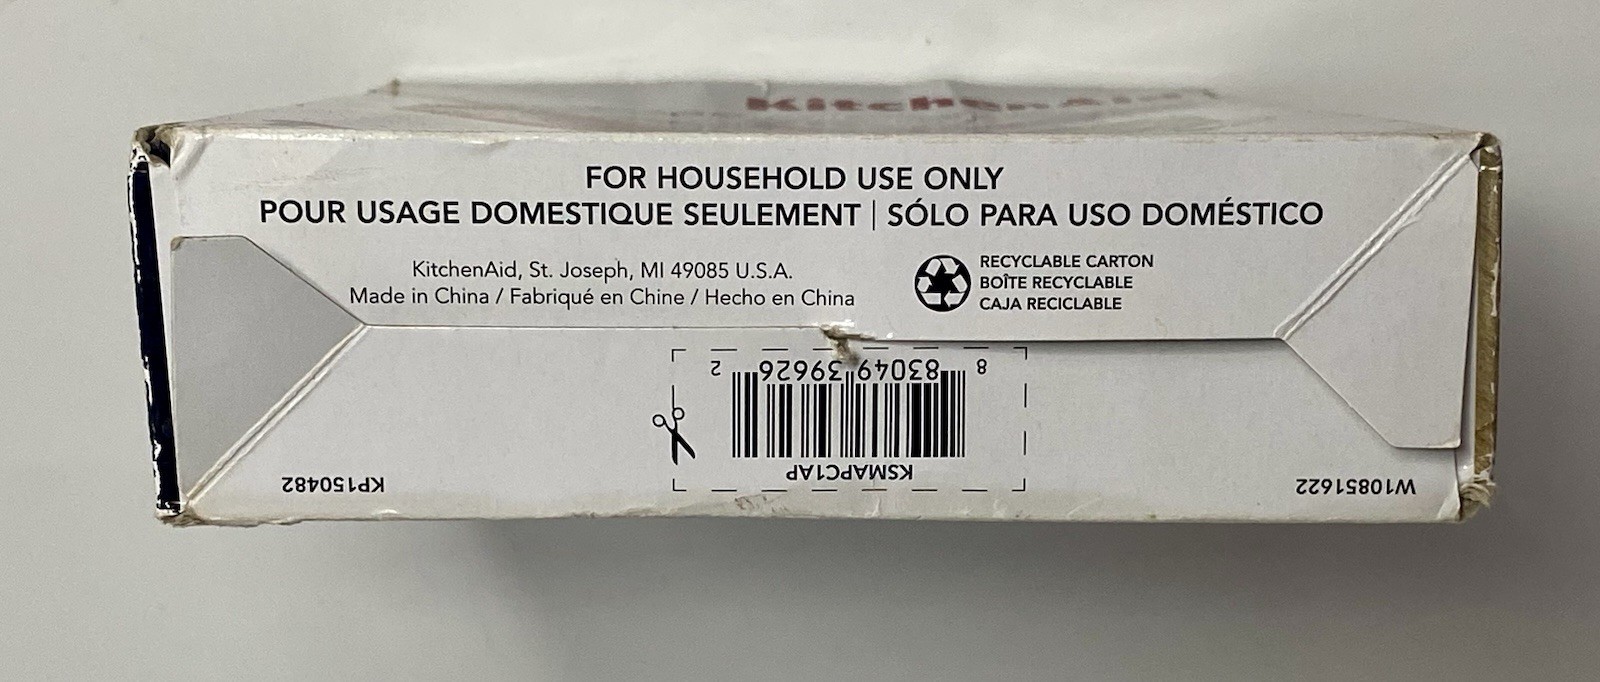 KitchenAid
FOR HOUSEHOLD USE ONLY
POUR USAGE DOMESTIQUE SEULEMENT | SÓLO PARA USO DOMÉSTICO
KitchenAid, St. Joseph, MI 49085 U.S.A.
Made in China / Fabriqué en Chine / Hecho en China
RECYCLABLE CARTON
BOÎTE RECYCLABLE
CAJA RECICLABLE
8 83049 39626 2
KSMAPC1AP
KP150482
W10851622